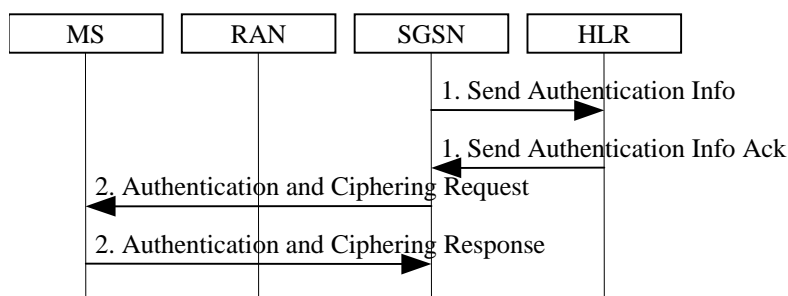 MS RAN SGSN HLR
1. Send Authentication Info
1. Send Authentication Info Ack
2. Authentication and Ciphering Request
2. Authentication and Ciphering Response